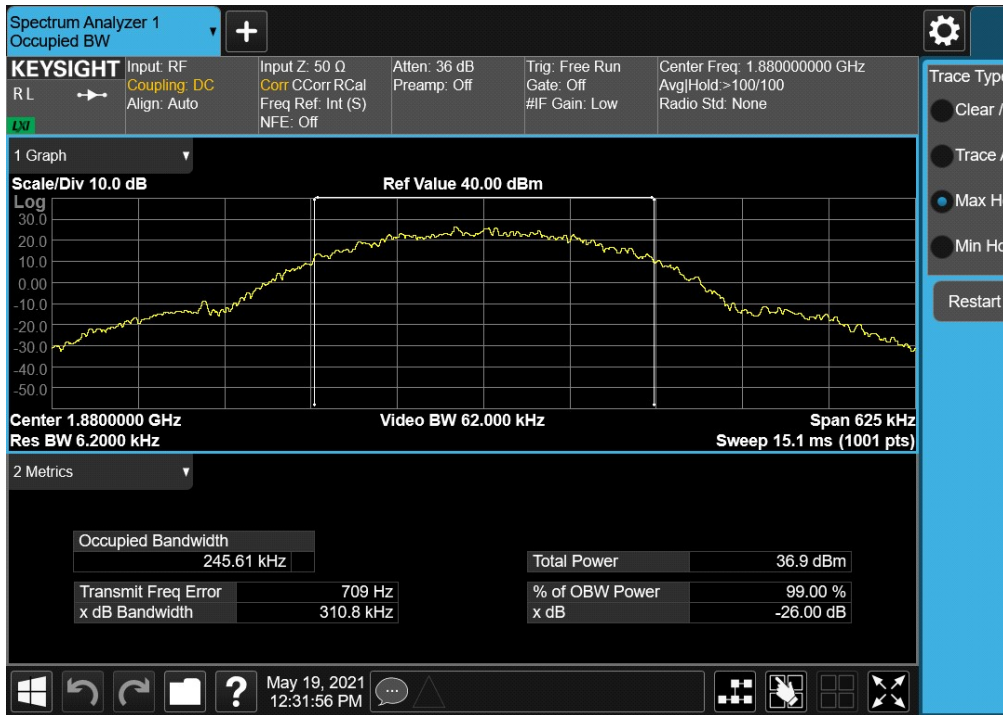 Spectrum Analyzer 1
Occupied BW
KEYSIGHT
R L
LXI
Input: RF
Coupling: DC
Align: Auto
Input Z: 50 Ω
Corr CCorr RCal
Freq Ref: Int (S)
NFE: Off
Atten: 36 dB
Preamp: Off
Trig: Free Run
Gate: Off
#IF Gain: Low
Center Freq: 1.880000000 GHz
Avg|Hold:>100/100
Radio Std: None
Trace Type
Clear /
Trace A
Max Ho
Min Ho
Restart
1 Graph
Scale/Div 10.0 dB
Ref Value 40.00 dBm
Log
30.0
20.0
10.0
0.00
-10.0
-20.0
-30.0
-40.0
-50.0
Center 1.8800000 GHz
Video BW 62.000 kHz
Span 625 kHz
Res BW 6.2000 kHz
Sweep 15.1 ms (1001 pts)
2 Metrics
Occupied Bandwidth
245.61 kHz
Total Power 36.9 dBm
Transmit Freq Error 709 Hz
% of OBW Power 99.00 %
x dB Bandwidth 310.8 kHz
x dB -26.00 dB
May 19, 2021
12:31:56 PM